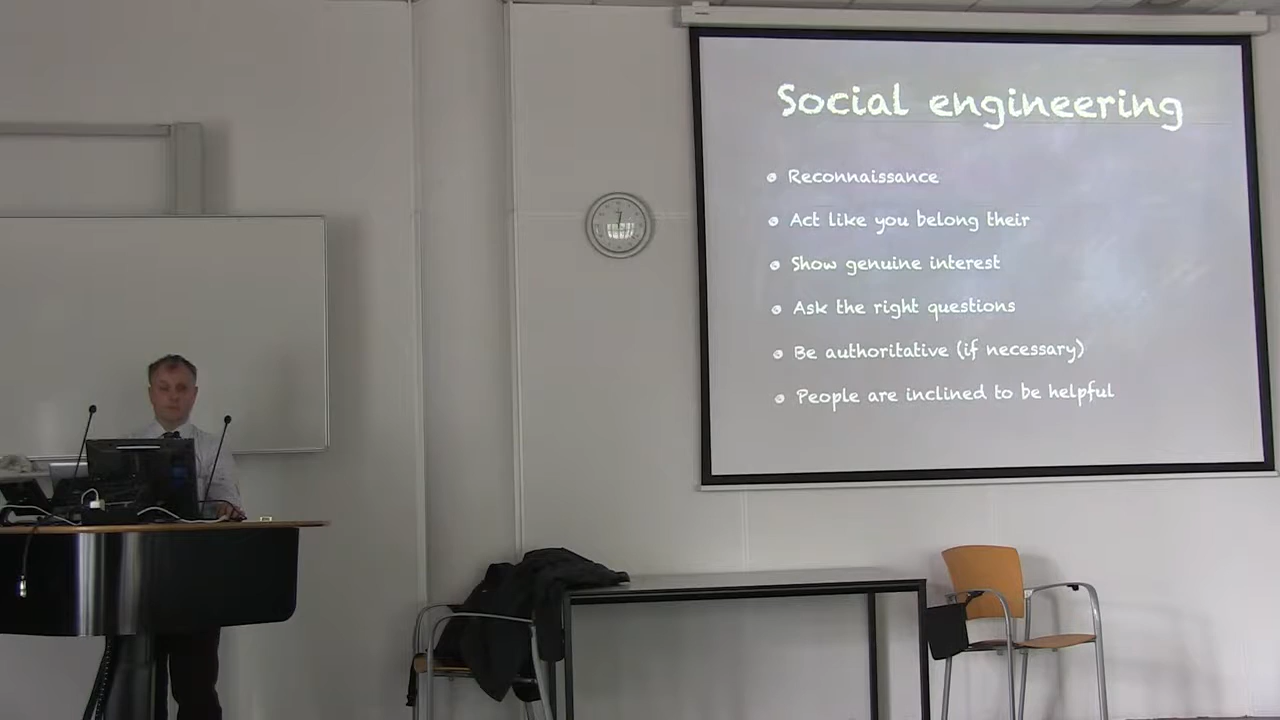 Social engineering
Reconnaissance
Act like you belong their
Show genuine interest
Ask the right questions
Be authoritative (if necessary)
People are inclined to be helpful